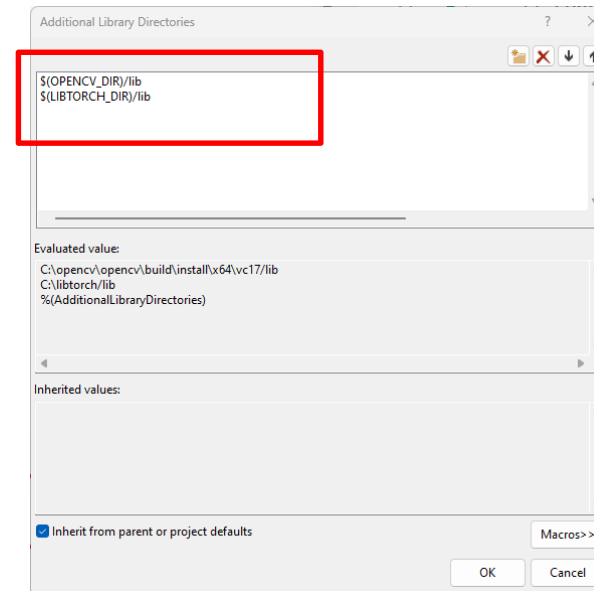 Additional Library Directories
?
$(OPENCV_DIR)/lib
$(LIBTORCH_DIR)/lib
Evaluated value:
C:\opencv\opencv\build\install\x64\vc17/lib
C:\libtorch/lib
%(AdditionalLibraryDirectories)
Inherited values:
Inherit from parent or project defaults
Macros>>
OK
Cancel